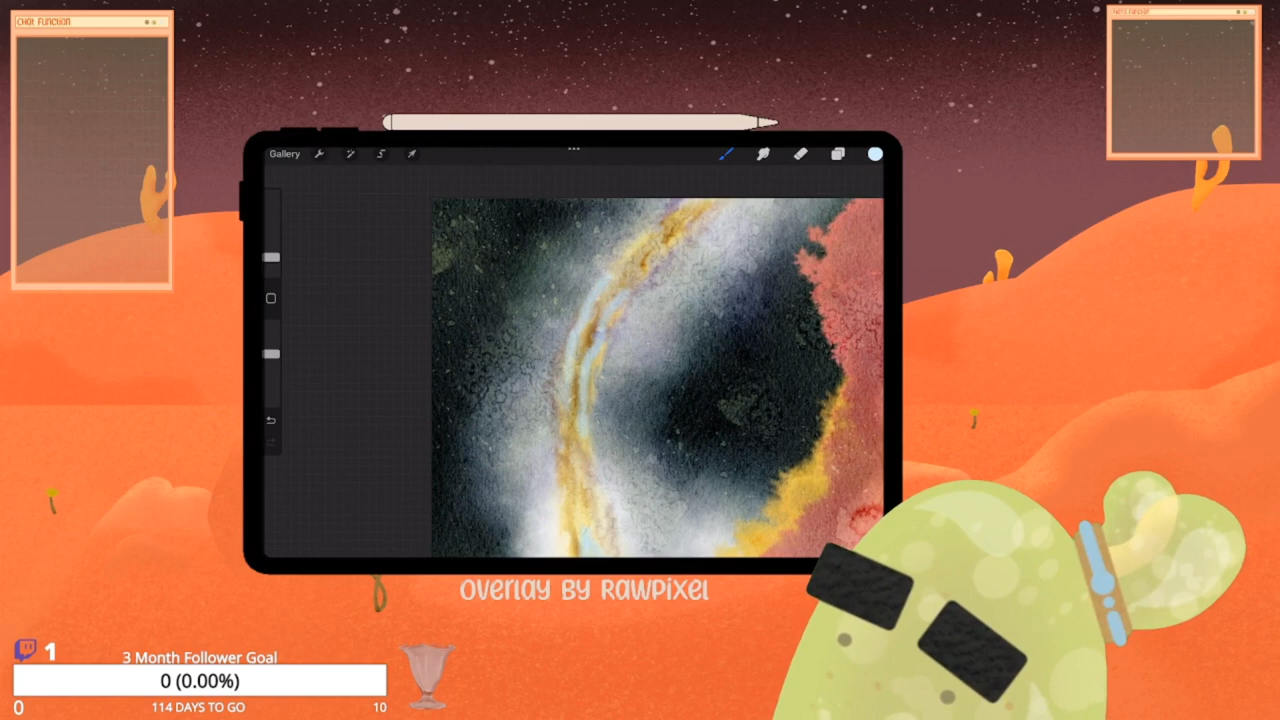 Chat Function
Gallery
Overlay by Rawpixel
1
3 Month Follower Goal
0 (0.00%)
0
114 DAYS TO GO
10